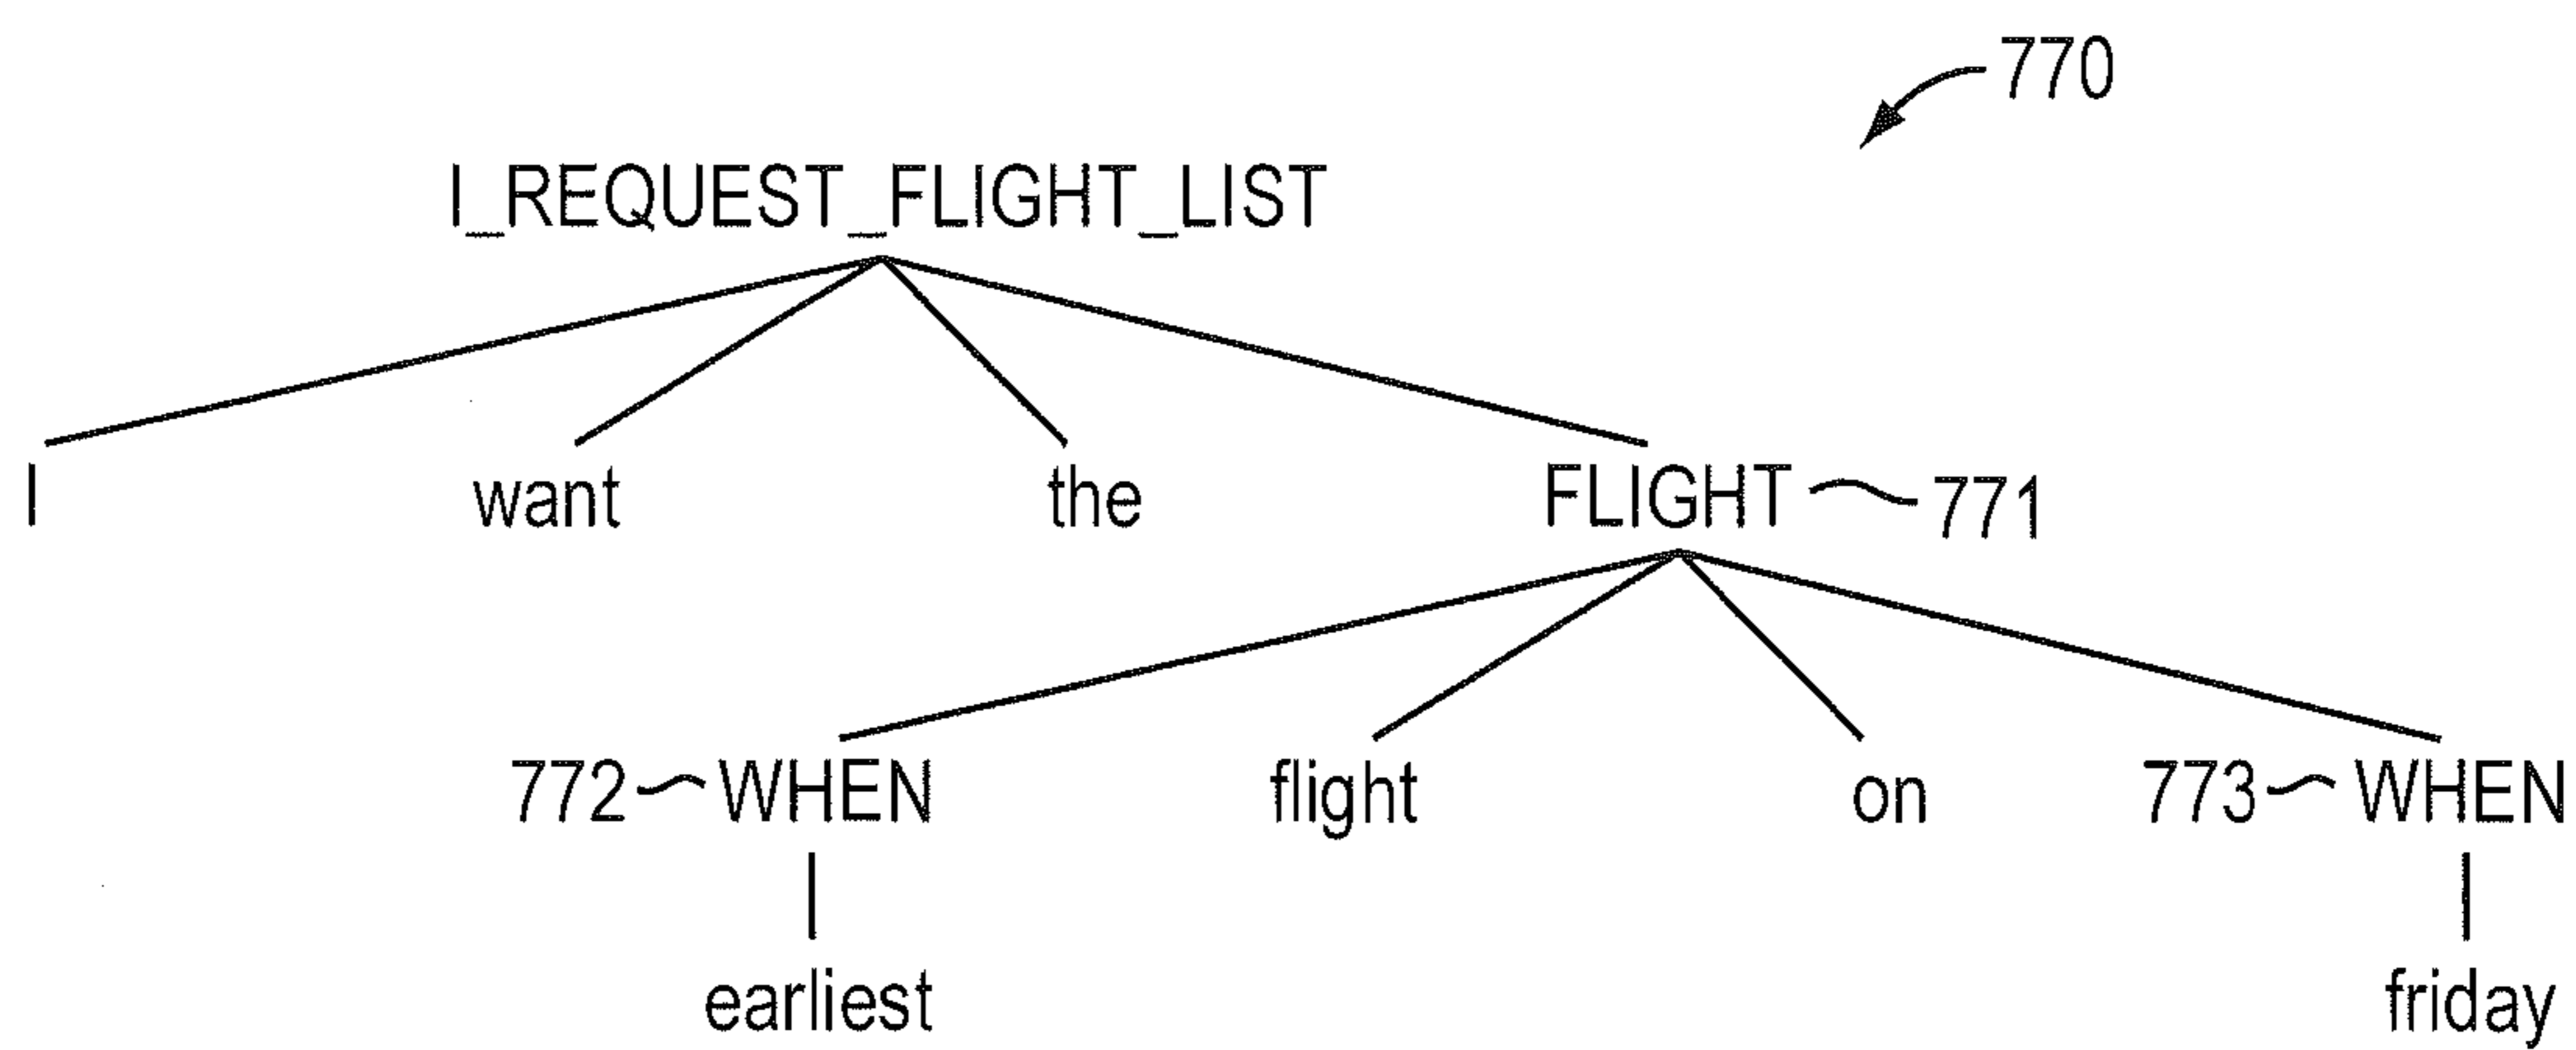 770
I_REQUEST_FLIGHT_LIST
I want the FLIGHT 771
772 WHEN flight on 773 WHEN
earliest friday